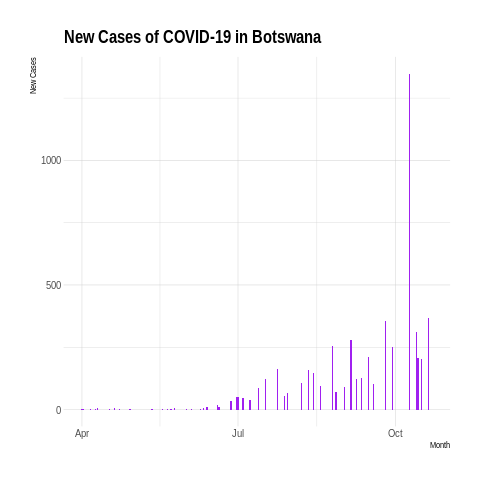 New Cases of COVID-19 in Botswana
New Cases
1000
500
0
Apr Jul Oct
Month